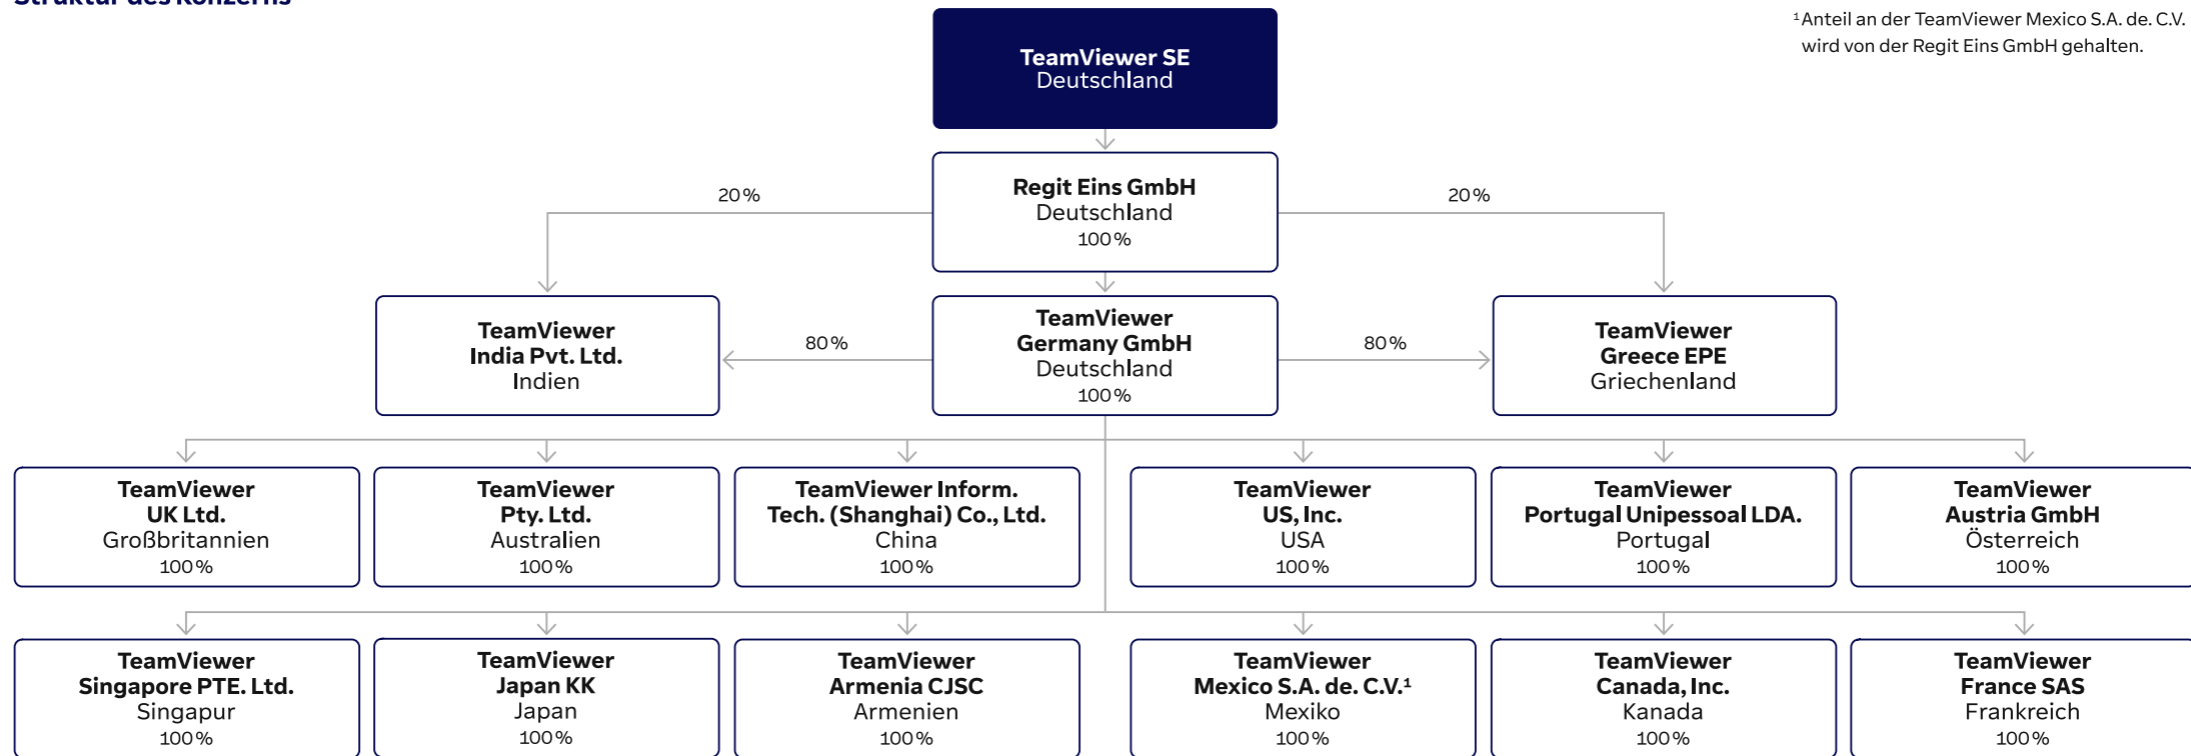 Struktur des Konzerns
¹Anteil an der TeamViewer Mexico S.A. de. C.V.
wird von der Regit Eins GmbH gehalten.
TeamViewer SE
Deutschland
20 %
Regit Eins GmbH
Deutschland
100 %
20 %
TeamViewer
India Pvt. Ltd.
Indien
80 %
TeamViewer
Germany GmbH
Deutschland
100 %
80 %
TeamViewer
Greece EPE
Griechenland
TeamViewer
UK Ltd.
Großbritannien
100 %
TeamViewer
Pty. Ltd.
Australien
100 %
TeamViewer Inform.
Tech. (Shanghai) Co., Ltd.
China
100 %
TeamViewer
US, Inc.
USA
100 %
TeamViewer
Portugal Unipessoal LDA.
Portugal
100 %
TeamViewer
Austria GmbH
Österreich
100 %
TeamViewer
Singapore PTE. Ltd.
Singapur
100 %
TeamViewer
Japan KK
Japan
100 %
TeamViewer
Armenia CJSC
Armenien
100 %
TeamViewer
Mexico S.A. de. C.V.¹
Mexiko
100 %
TeamViewer
Canada, Inc.
Kanada
100 %
TeamViewer
France SAS
Frankreich
100 %